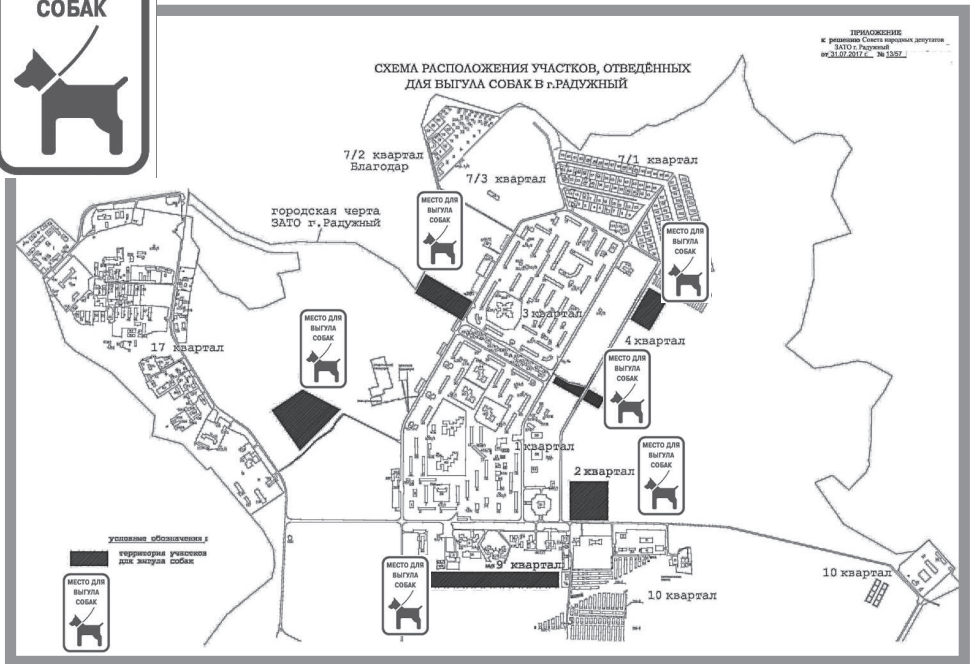 СОБАК
ПРИЛОЖЕНИЕ
к решению Совета народных депутатов
ЗАТО г. Радужный
от 31.07.2017 г. № 13/57
СХЕМА РАСПОЛОЖЕНИЯ УЧАСТКОВ, ОТВЕДЁННЫХ
ДЛЯ ВЫГУЛА СОБАК В г.РАДУЖНЫЙ
7/2 квартал
Благодар
7/3 квартал
7/1 квартал
городская черта
ЗАТО г.Радужный
МЕСТО ДЛЯ
ВЫГУЛА
СОБАК
МЕСТО ДЛЯ
ВЫГУЛА
СОБАК
3 квартал
4 квартал
17 квартал
МЕСТО ДЛЯ
ВЫГУЛА
СОБАК
МЕСТО ДЛЯ
ВЫГУЛА
СОБАК
1 квартал
2 квартал
МЕСТО ДЛЯ
ВЫГУЛА
СОБАК
условные обозначения:
территория участков
для выгула собак
МЕСТО ДЛЯ
ВЫГУЛА
СОБАК
МЕСТО ДЛЯ
ВЫГУЛА
СОБАК
9 квартал
10 квартал
10 квартал